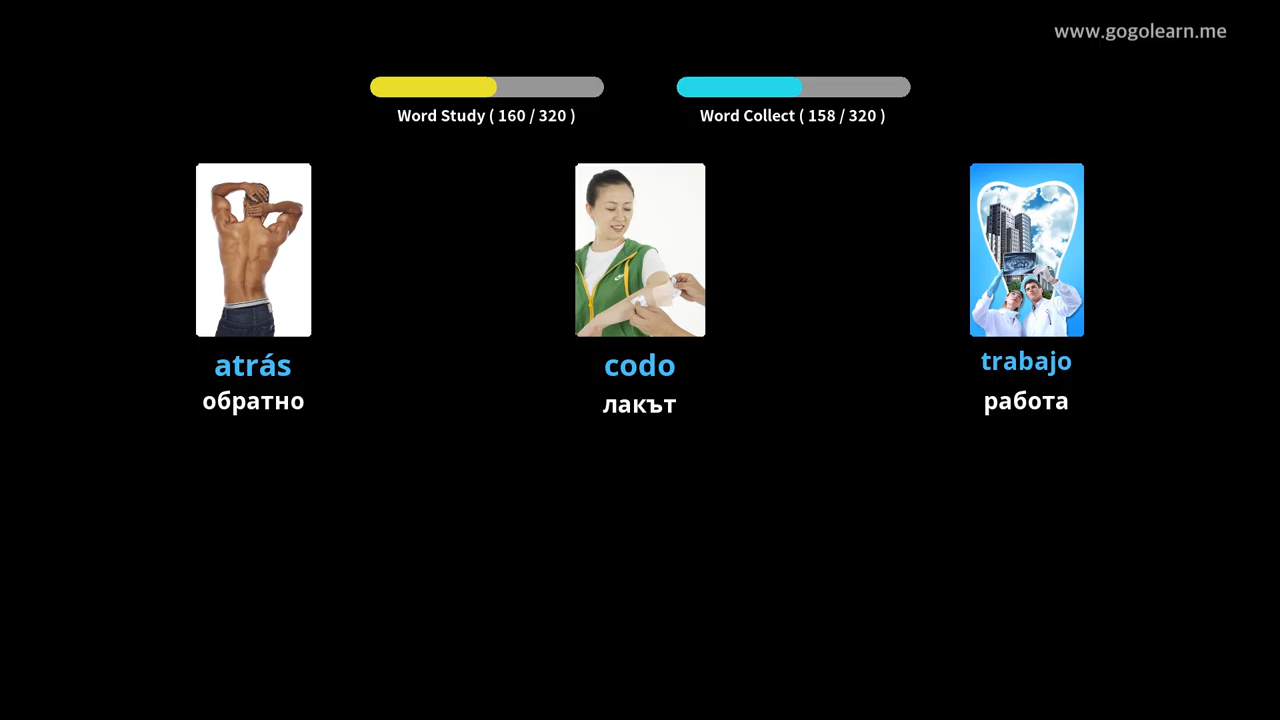 www.gogolearn.me
Word Study ( 160 / 320 )
Word Collect ( 158 / 320 )
atrás
codo
trabajo
обратно
лакът
работа